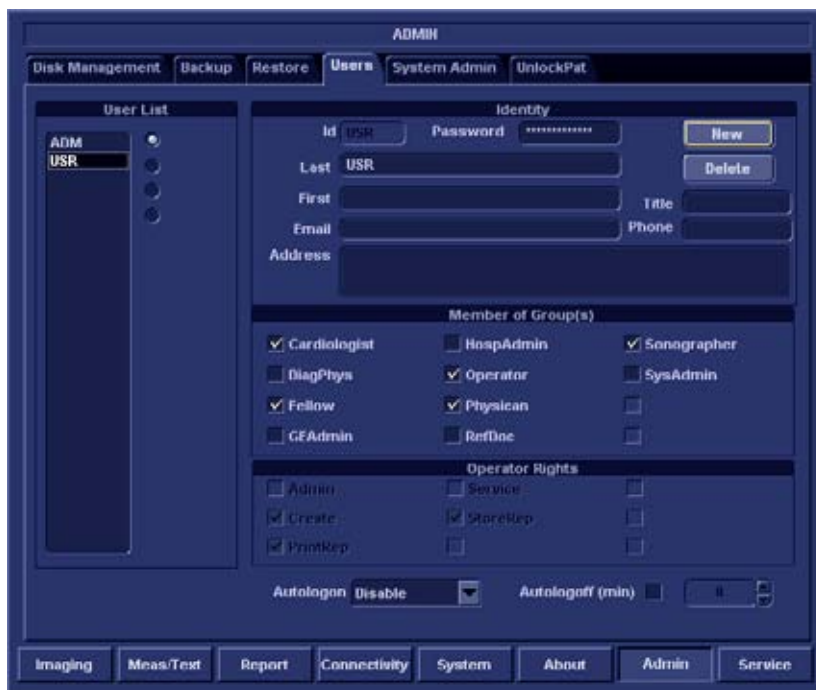 ADMIN
Disk Management Backup Restore Users System Admin UnlockPat
User List
ADM
USR
Identity
Id USR Password ************* New
Last USR Delete
First Title
Email Phone
Address
Member of Group(s)
Cardiologist HospAdmin Sonographer
DiagPhys Operator SysAdmin
Fellow Physican
GEAdmin RefDoc
Operator Rights
Admin Service
Create StoreRep
PrintRep
Autologon Disable Autologoff (min)
Imaging Meas/Text Report Connectivity System About Admin Service